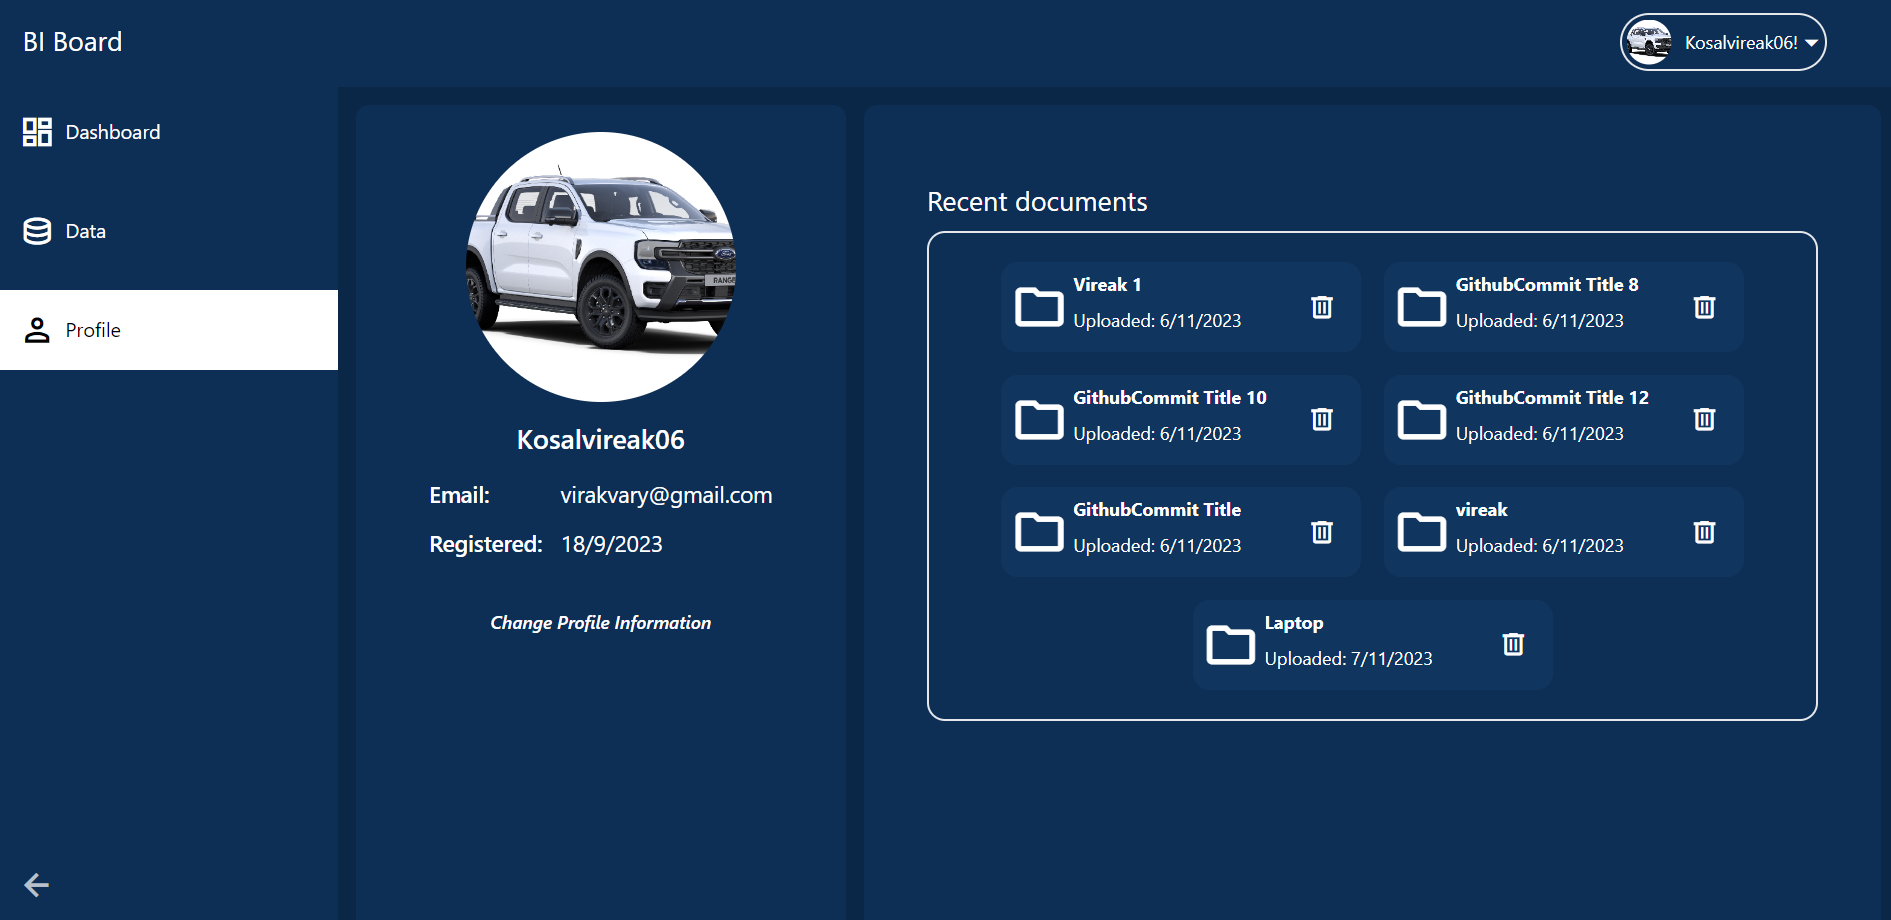 BI Board
Kosalvireak06!
Dashboard
Data
Profile
Kosalvireak06
Email: virakvary@gmail.com
Registered: 18/9/2023
Change Profile Information
Recent documents
Vireak 1
Uploaded: 6/11/2023
GithubCommit Title 8
Uploaded: 6/11/2023
GithubCommit Title 10
Uploaded: 6/11/2023
GithubCommit Title 12
Uploaded: 6/11/2023
GithubCommit Title
Uploaded: 6/11/2023
vireak
Uploaded: 6/11/2023
Laptop
Uploaded: 7/11/2023
Ford
RANGE